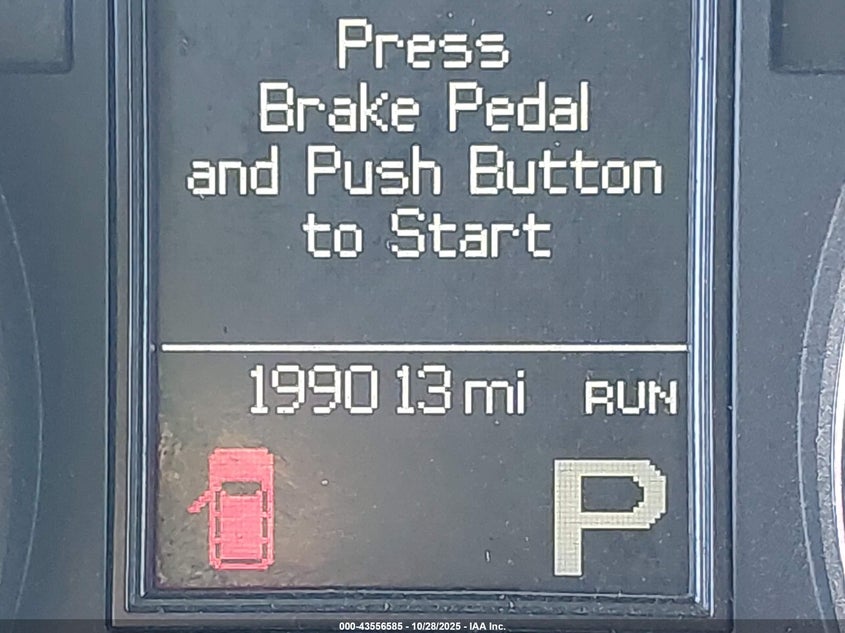 Press
Brake Pedal
and Push Button
to Start
199013 mi RUN
P
000-43556585 - 10/28/2025 - IAA Inc.